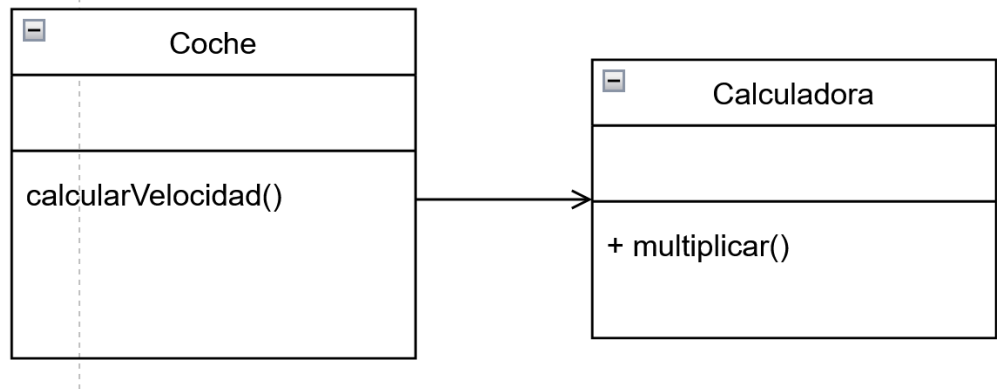 Coche
calcularVelocidad()
Calculadora
+ multiplicar()